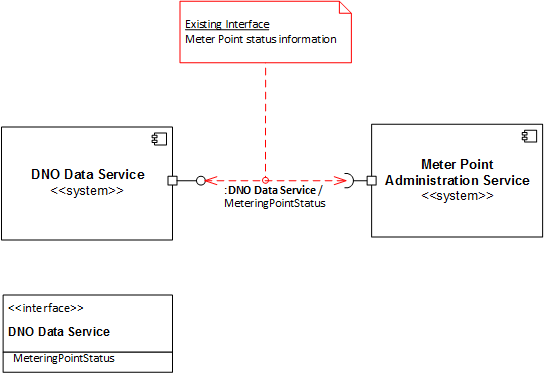 Existing Interface
Meter Point status information
DNO Data Service
<<system>>
Meter Point
Administration Service
<<system>>
: DNO Data Service /
MeteringPointStatus
<<interface>>
DNO Data Service
MeteringPointStatus